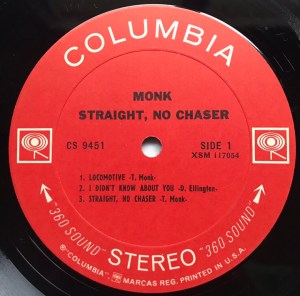 COLUMBIA
MONK
STRAIGHT, NO CHASER
CS 9451
SIDE 1
XSM 117054
1. LOCOMOTIVE -T. Monk-
2. I DIDN'T KNOW ABOUT YOU -D. Ellington-
3. STRAIGHT, NO CHASER -T. Monk-
"360 SOUND" STEREO "360 SOUND"
® "COLUMBIA", MARCAS REG. PRINTED IN U.S.A.